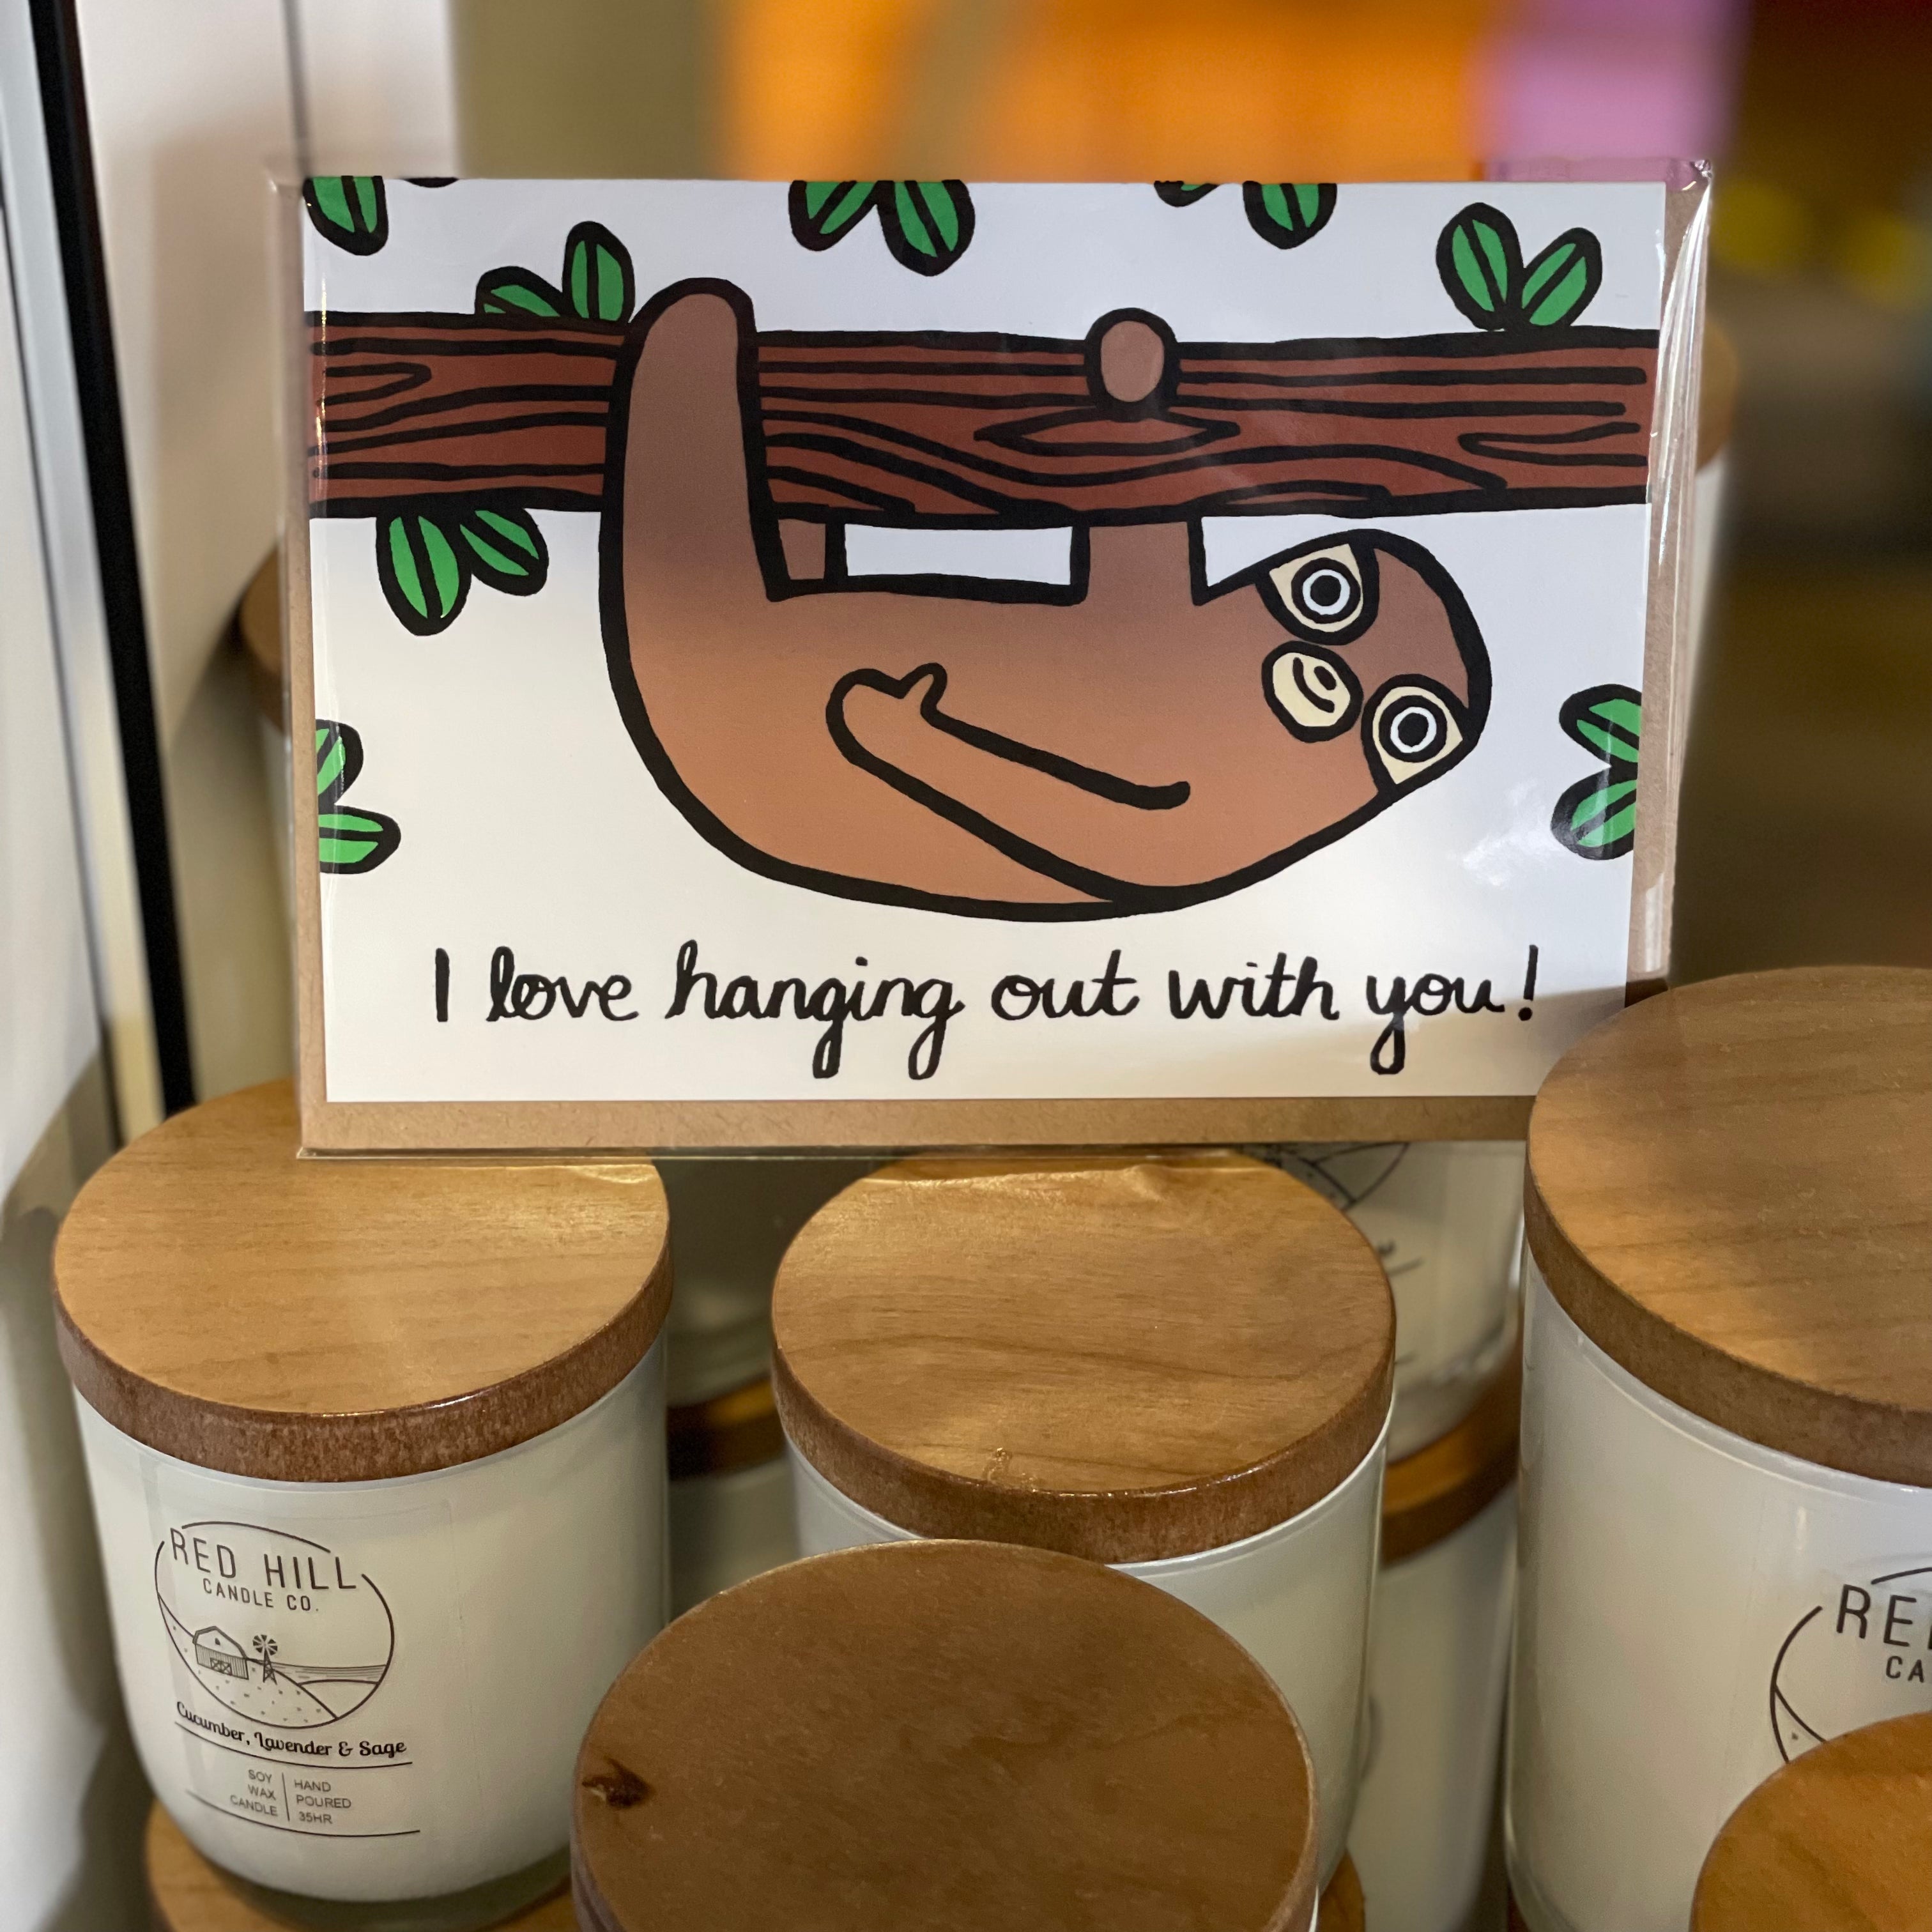 I love hanging out with you!
RED HILL
CANDLE CO.
Cucumber, Lavender & Sage
SOY
WAX
CANDLE
HAND
POURED
35HR
RE
CA